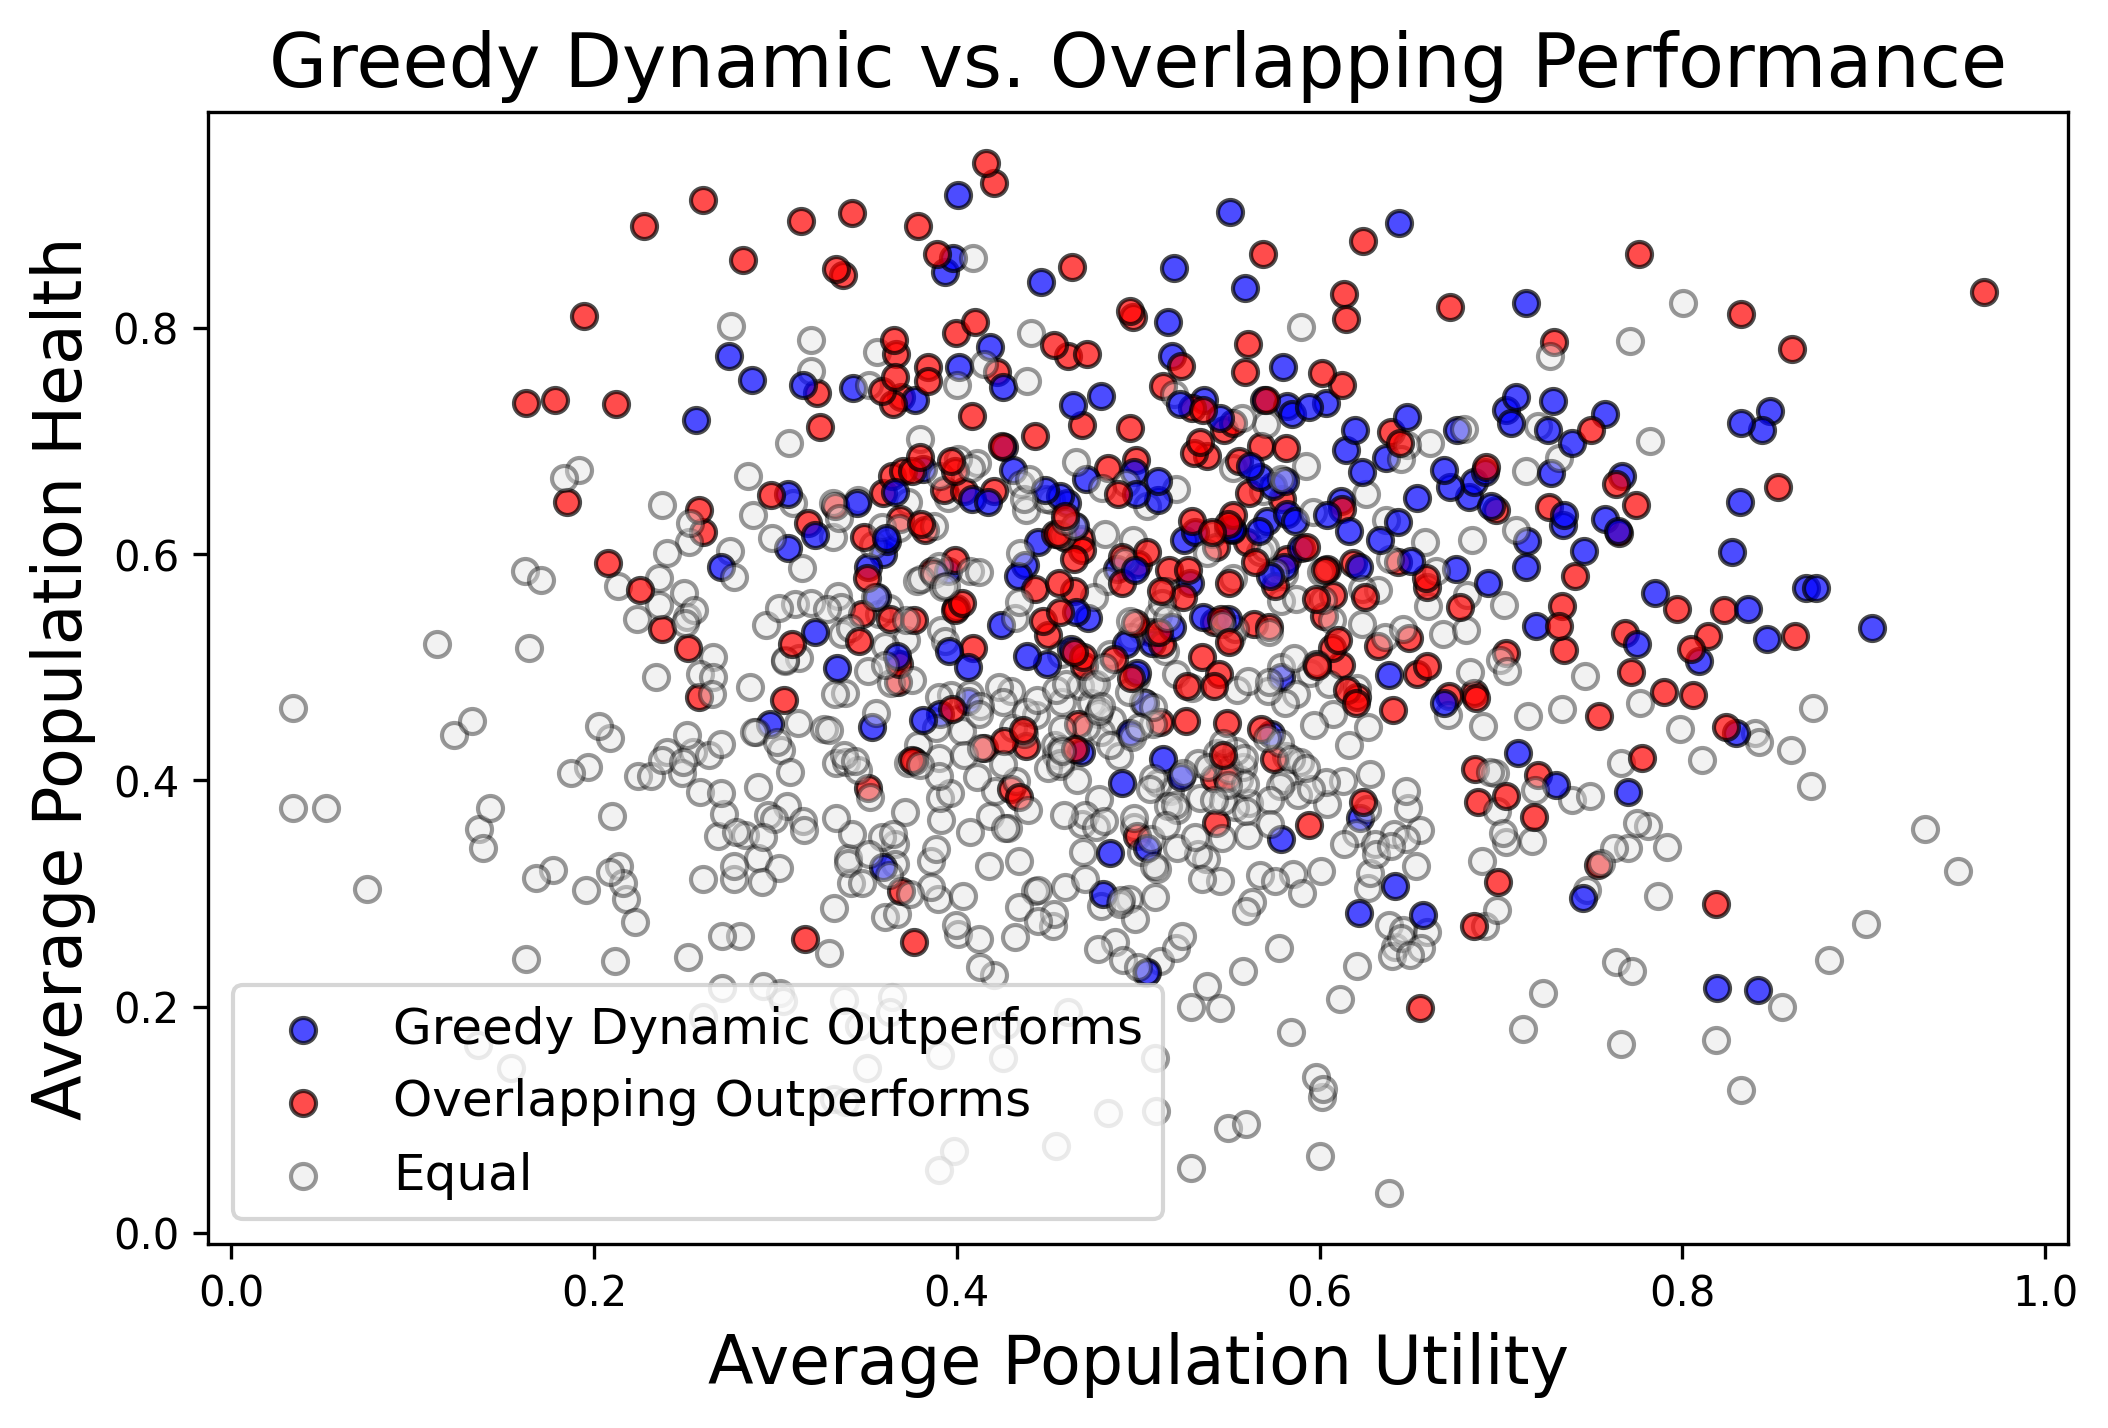 Greedy Dynamic vs. Overlapping Performance
Average Population Health
0.8
0.6
0.4
0.2
0.0
Greedy Dynamic Outperforms
Overlapping Outperforms
Equal
0.0 0.2 0.4 0.6 0.8 1.0
Average Population Utility